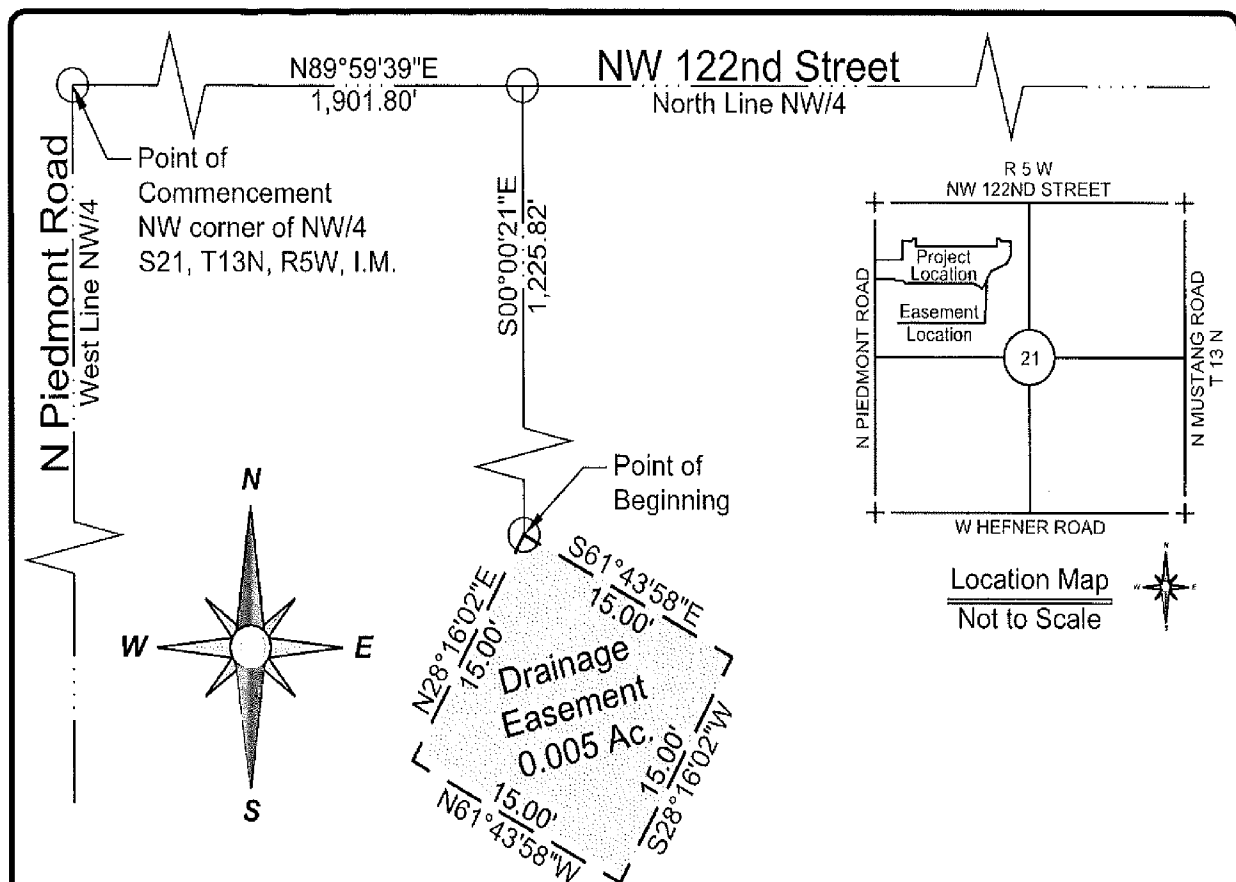 N89°59'39"E
1,901.80'
NW 122nd Street
North Line NW/4
N Piedmont Road
West Line NW/4
Point of
Commencement
NW corner of NW/4
S21, T13N, R5W, I.M.
S00°00'21"E
1,225.82'
Point of
Beginning
S61°43'58"E
15.00'
N28°16'02"E
15.00'
Drainage
Easement
0.005 Ac.
15.00'
S28°16'02"W
15.00'
N61°43'58"W
N
W
E
S
R 5 W
NW 122ND STREET
Project
Location
Easement
Location
21
N PIEDMONT ROAD
N MUSTANG ROAD
T 13 N
W HEFNER ROAD
Location Map
Not to Scale
N
W
E
S